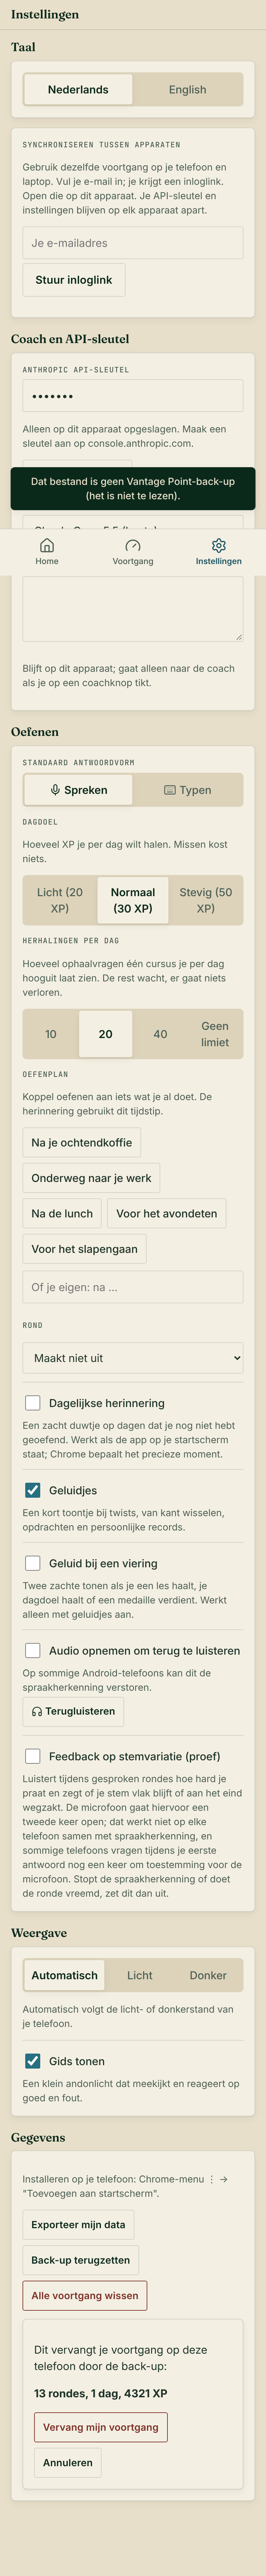 Instellingen
Taal
Nederlands
English
SYNCHRONISEREN TUSSEN APPARATEN
Gebruik dezelfde voortgang op je telefoon en
laptop. Vul je e-mail in; je krijgt een inloglink.
Open die op dit apparaat. Je API-sleutel en
instellingen blijven op elk apparaat apart.
Je e-mailadres
Stuur inloglink
Coach en API-sleutel
ANTHROPIC API-SLEUTEL
•••••••
Alleen op dit apparaat opgeslagen. Maak een
sleutel aan op console.anthropic.com.
Dat bestand is geen Vantage Point-back-up
(het is niet te lezen).
Home
Voortgang
Instellingen
Blijft op dit apparaat; gaat alleen naar de coach
als je op een coachknop tikt.
Oefenen
STANDAARD ANTWOORDVORM
Spreken
Typen
DAGDOEL
Hoeveel XP je per dag wilt halen. Missen kost
niets.
Licht (20
XP)
Normaal
(30 XP)
Stevig (50
XP)
HERHALINGEN PER DAG
Hoeveel ophaalvragen één cursus je per dag
hooguit laat zien. De rest wacht, er gaat niets
verloren.
10
20
40
Geen
limiet
OEFENPLAN
Koppel oefenen aan iets wat je al doet. De
herinnering gebruikt dit tijdstip.
Na je ochtendkoffie
Onderweg naar je werk
Na de lunch
Voor het avondeten
Voor het slapengaan
Of je eigen: na ...
ROND
Maakt niet uit
Dagelijkse herinnering
Een zacht duwtje op dagen dat je nog niet hebt
geoefend. Werkt als de app op je startscherm
staat; Chrome bepaalt het precieze moment.
Geluidjes
Een kort toontje bij twists, van kant wisselen,
opdrachten en persoonlijke records.
Geluid bij een viering
Twee zachte tonen als je een les haalt, je
dagdoel haalt of een medaille verdient. Werkt
alleen met geluidjes aan.
Audio opnemen om terug te luisteren
Op sommige Android-telefoons kan dit de
spraakherkenning verstoren.
Terugluisteren
Feedback op stemvariatie (proef)
Luistert tijdens gesproken rondes hoe hard je
praat en zegt of je stem vlak blijft of aan het eind
wegzakt. De microfoon gaat hiervoor een
tweede keer open; dat werkt niet op elke
telefoon samen met spraakherkenning, en
sommige telefoons vragen tijdens je eerste
antwoord nog een keer om toestemming voor de
microfoon. Stopt de spraakherkenning of doet
de ronde vreemd, zet dit dan uit.
Weergave
Automatisch
Licht
Donker
Automatisch volgt de licht- of donkerstand van
je telefoon.
Gids tonen
Een klein andonlicht dat meekijkt en reageert op
goed en fout.
Gegevens
Installeren op je telefoon: Chrome-menu ⋮ →
"Toevoegen aan startscherm".
Exporteer mijn data
Back-up terugzetten
Alle voortgang wissen
Dit vervangt je voortgang op deze
telefoon door de back-up:
13 rondes, 1 dag, 4321 XP
Vervang mijn voortgang
Annuleren